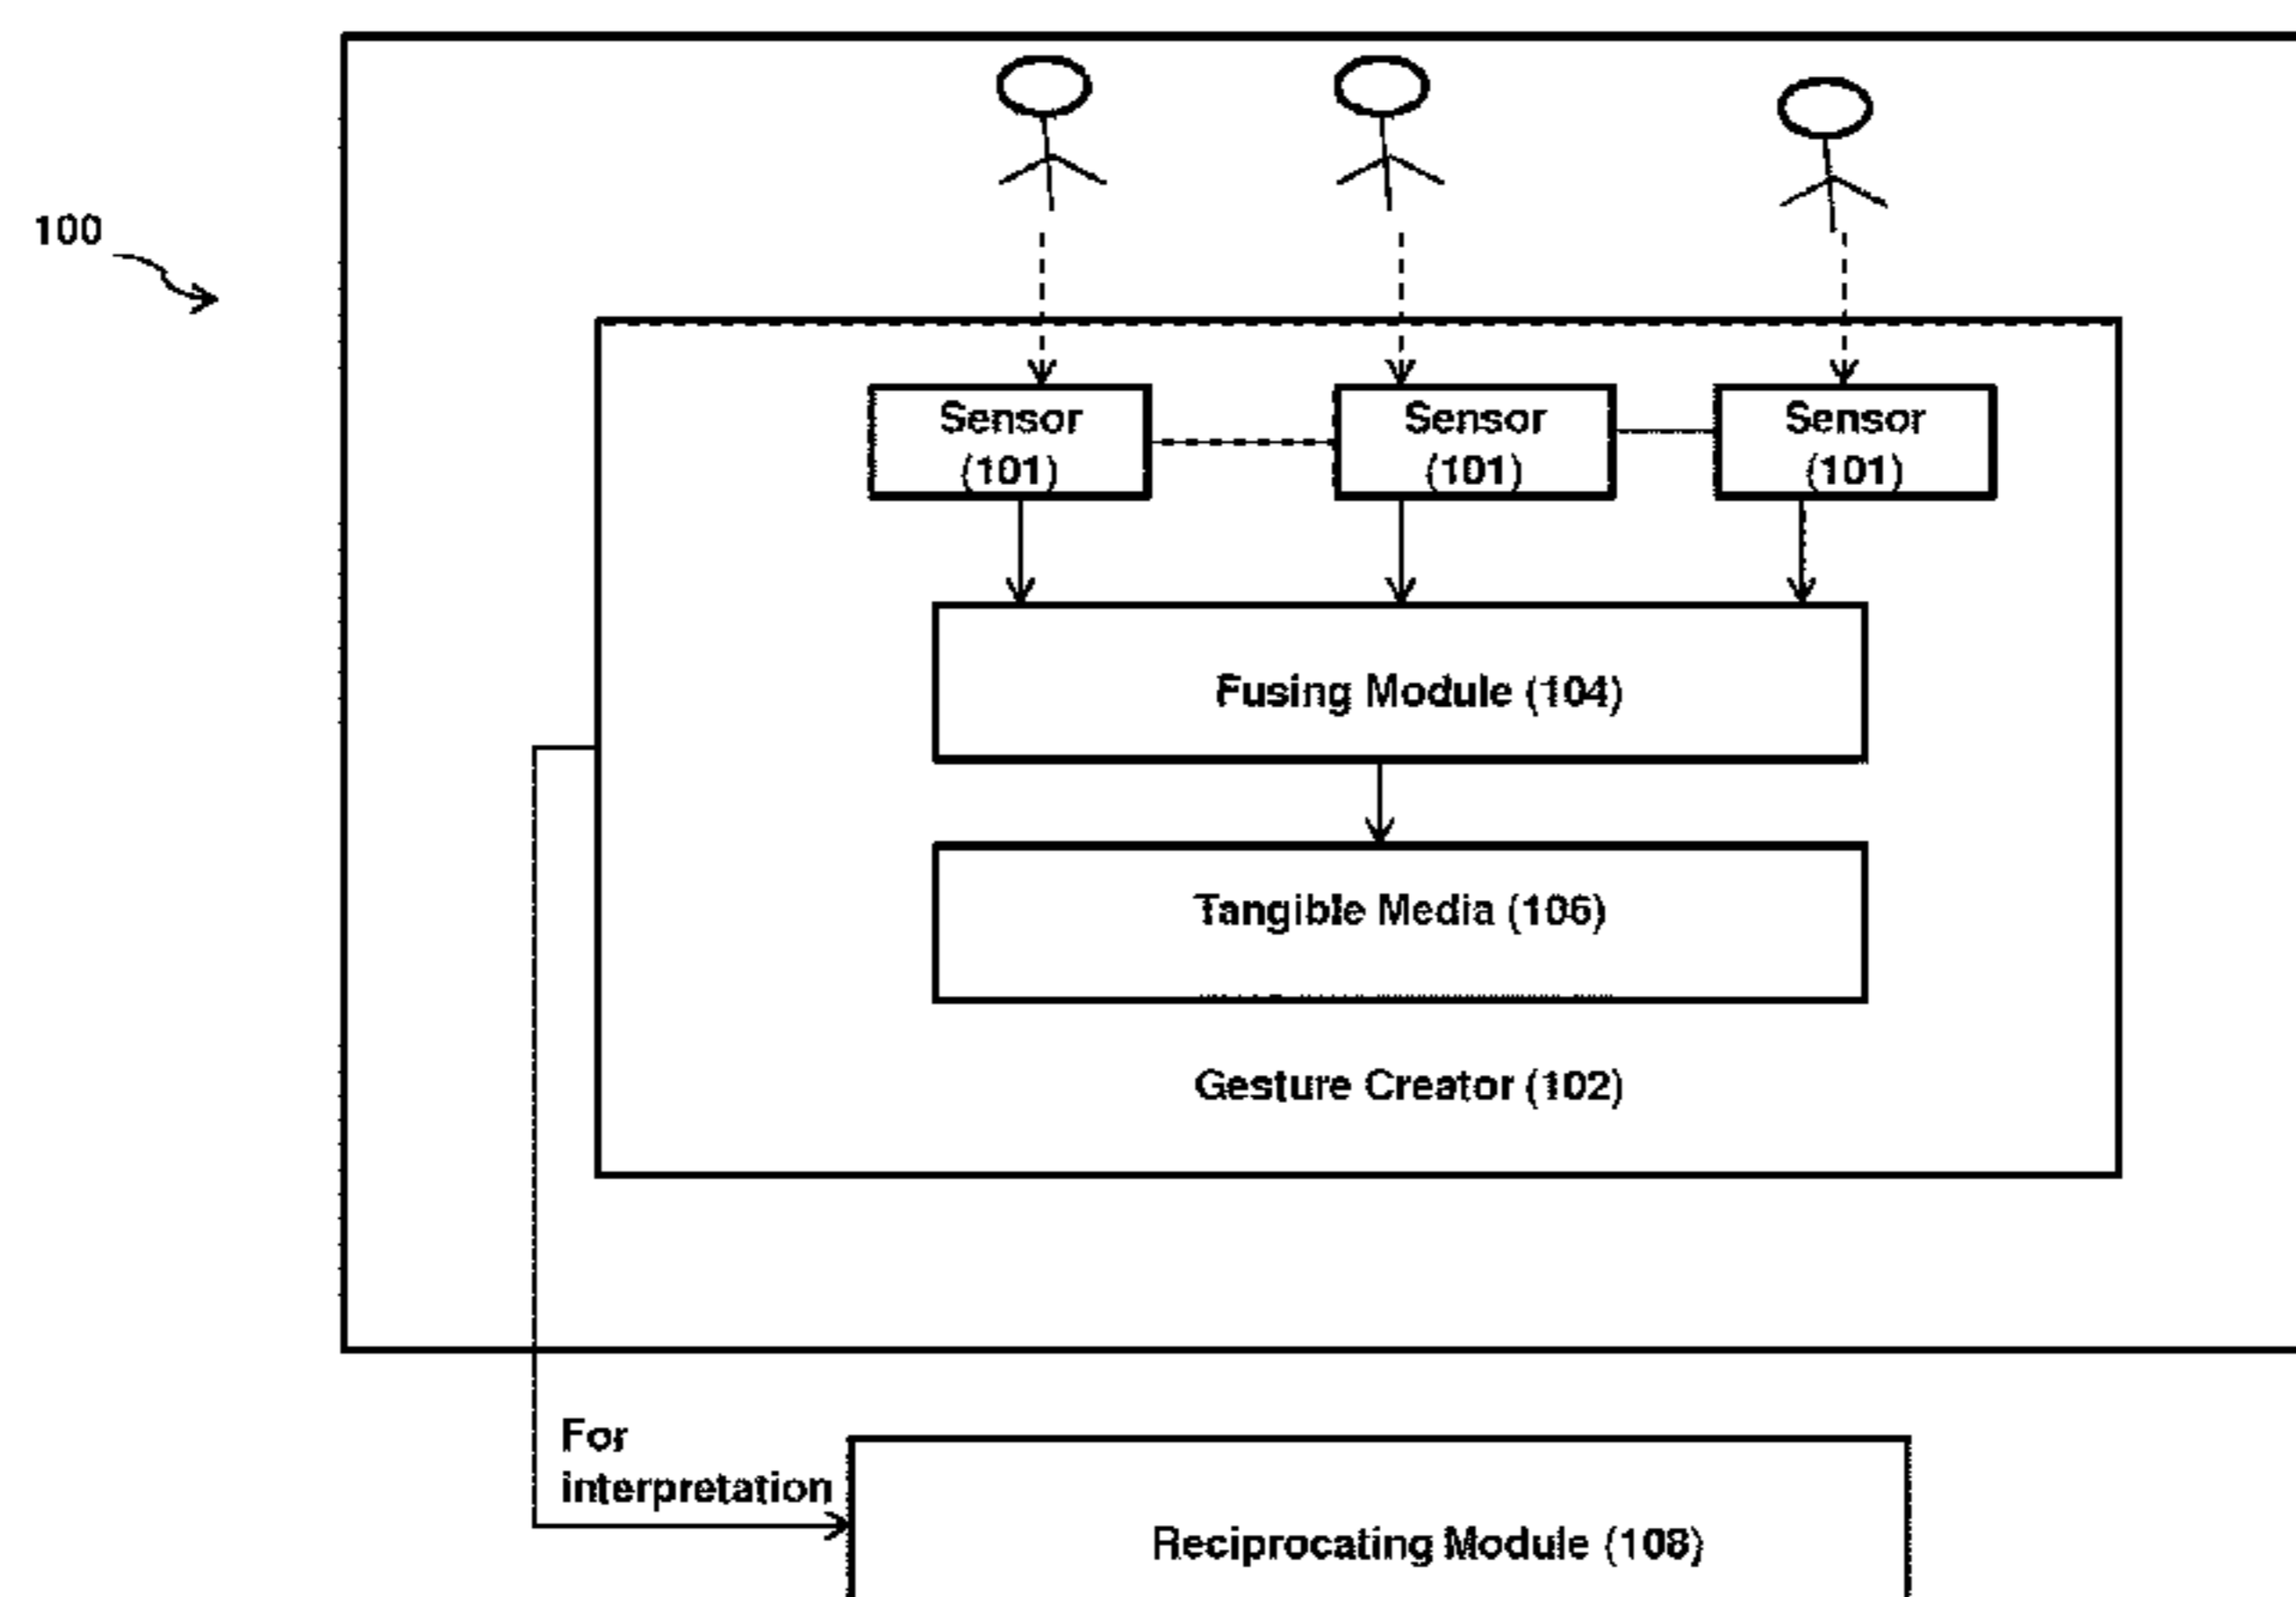 100
Sensor
(101)
Sensor
(101)
Sensor
(101)
Fusing Module (104)
Tangible Media (106)
Gesture Creator (102)
For
interpretation
Reciprocating Module (108)